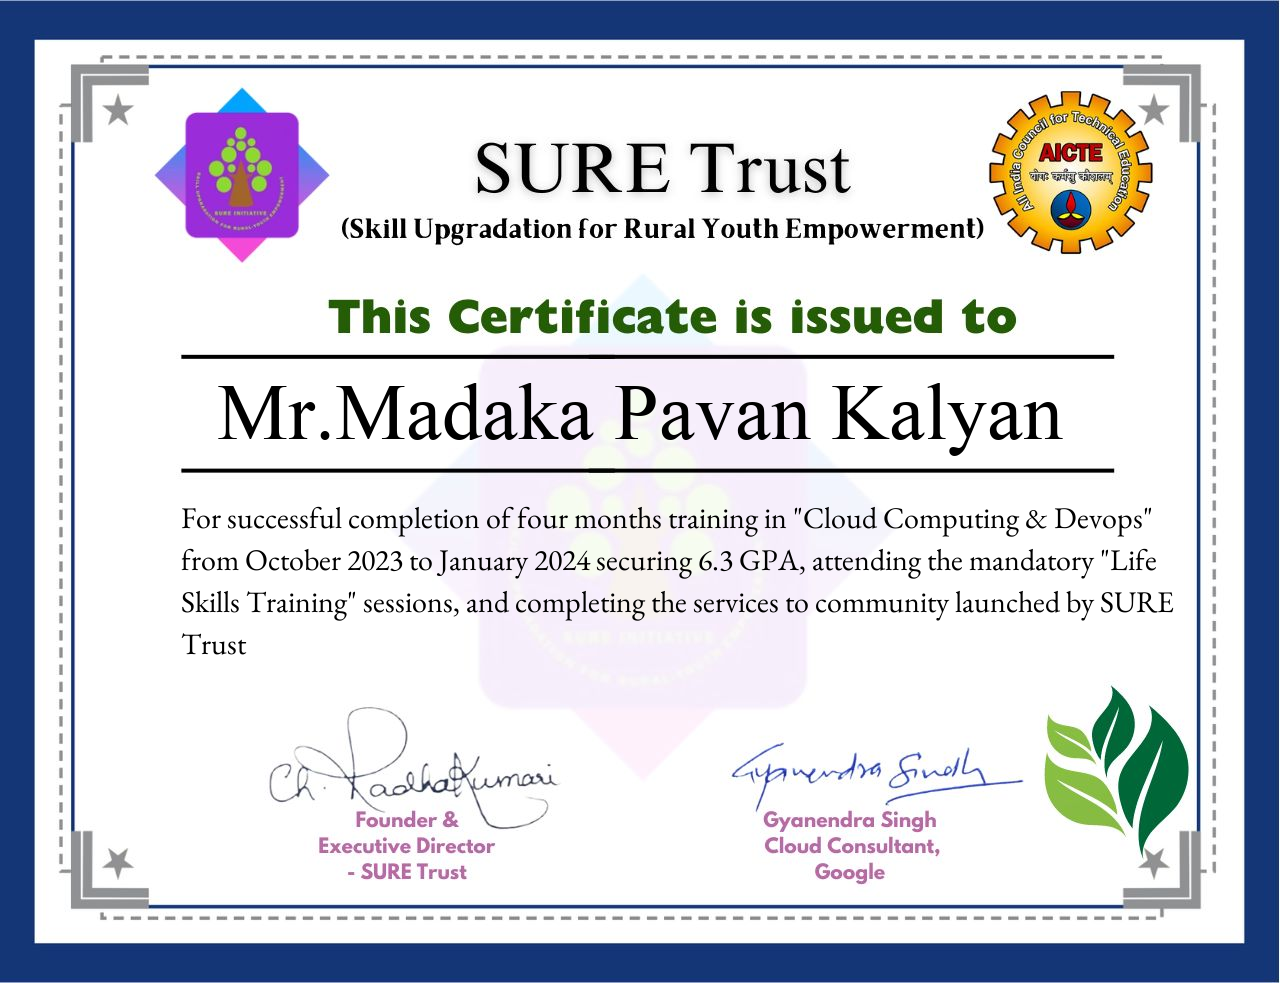 SURE Trust
(Skill Upgradation for Rural Youth Empowerment)
SURE INITIATIVE
SKILL UPGRADATION FOR RURAL YOUTH EMPOWERMENT
All India Council for Technical Education
AICTE
योगः कर्मसु कौशलम्
This Certificate is issued to
Mr.Madaka Pavan Kalyan
For successful completion of four months training in "Cloud Computing & Devops"
from October 2023 to January 2024 securing 6.3 GPA, attending the mandatory "Life
Skills Training" sessions, and completing the services to community launched by SURE
Trust
SURE INITIATIVE
Ch. RadhaKumari
Founder &
Executive Director
- SURE Trust
Gyanendra Singh
Gyanendra Singh
Cloud Consultant,
Google